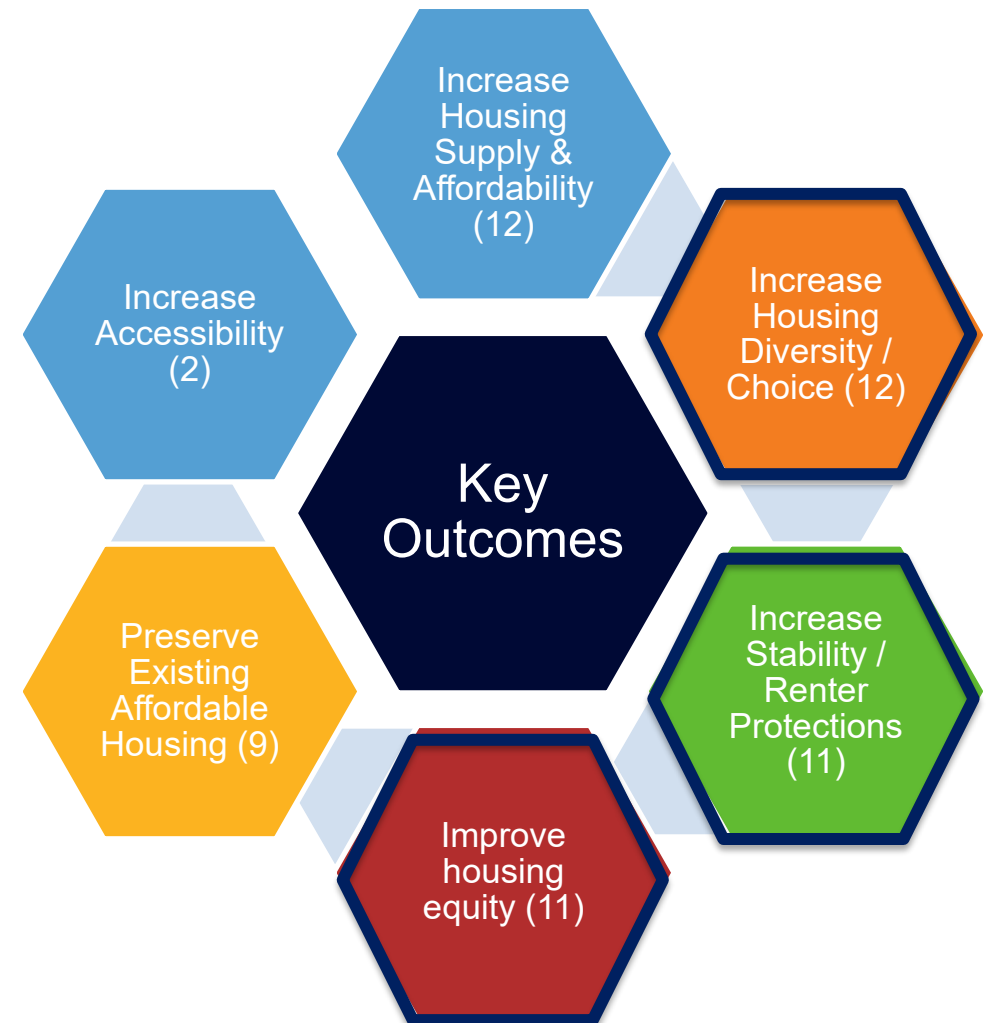 Increase
Housing
Supply &
Affordability
(12)
Increase
Housing
Diversity /
Choice (12)
Increase
Stability /
Renter
Protections
(11)
Improve
housing
equity (11)
Preserve
Existing
Affordable
Housing (9)
Increase
Accessibility
(2)
Key
Outcomes